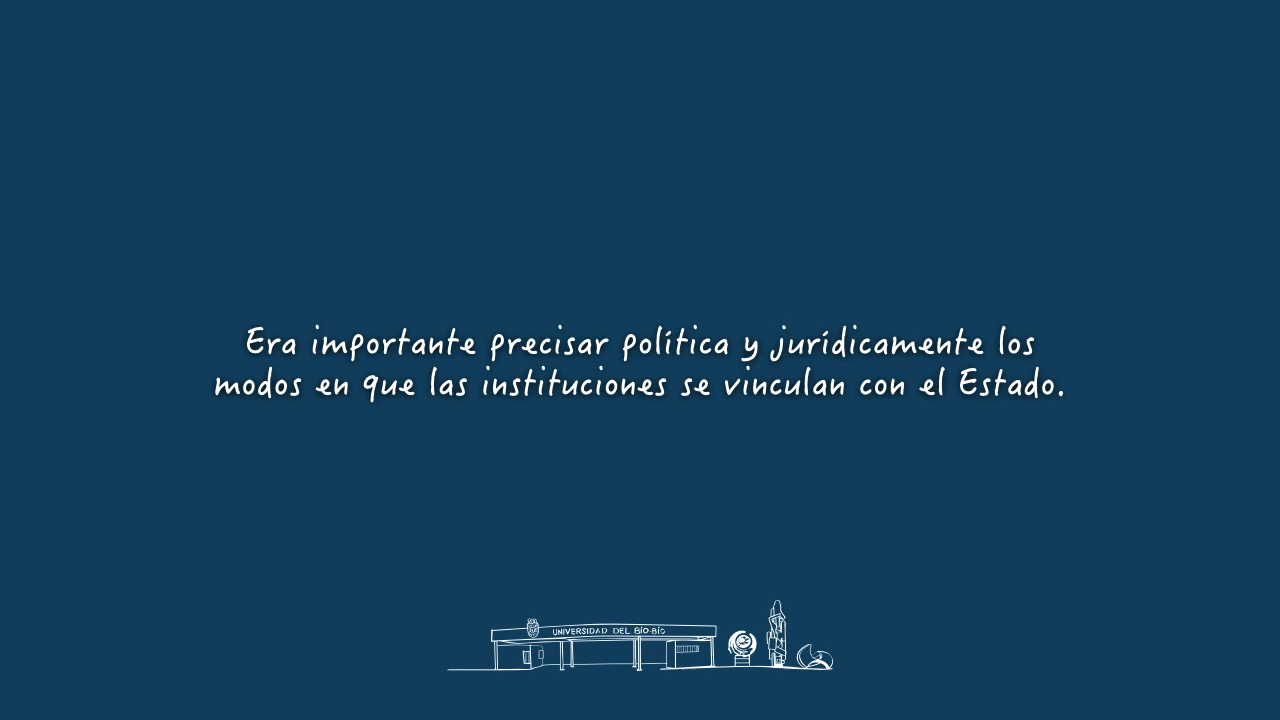 Era importante precisar política y jurídicamente los
modos en que las instituciones se vinculan con el Estado.
UNIVERSIDAD DEL BÍO-BÍO